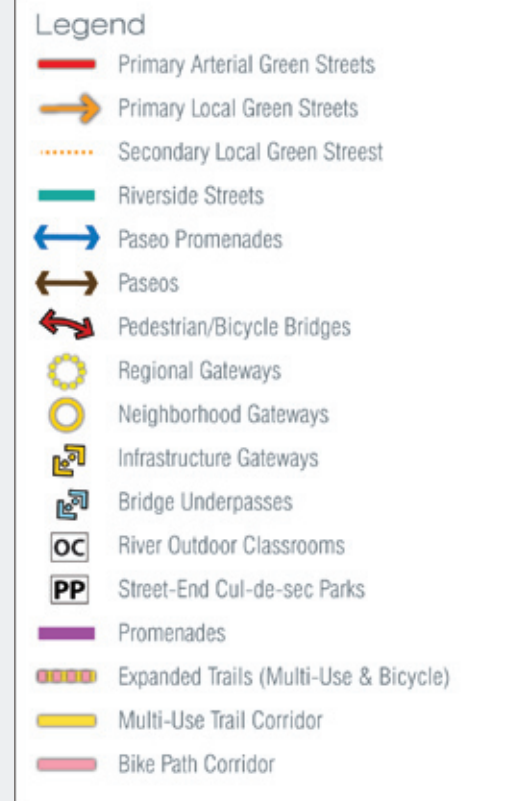 Legend
Primary Arterial Green Streets
Primary Local Green Streets
Secondary Local Green Streest
Riverside Streets
Paseo Promenades
Paseos
Pedestrian/Bicycle Bridges
Regional Gateways
Neighborhood Gateways
Infrastructure Gateways
Bridge Underpasses
OC River Outdoor Classrooms
PP Street-End Cul-de-sec Parks
Promenades
Expanded Trails (Multi-Use & Bicycle)
Multi-Use Trail Corridor
Bike Path Corridor